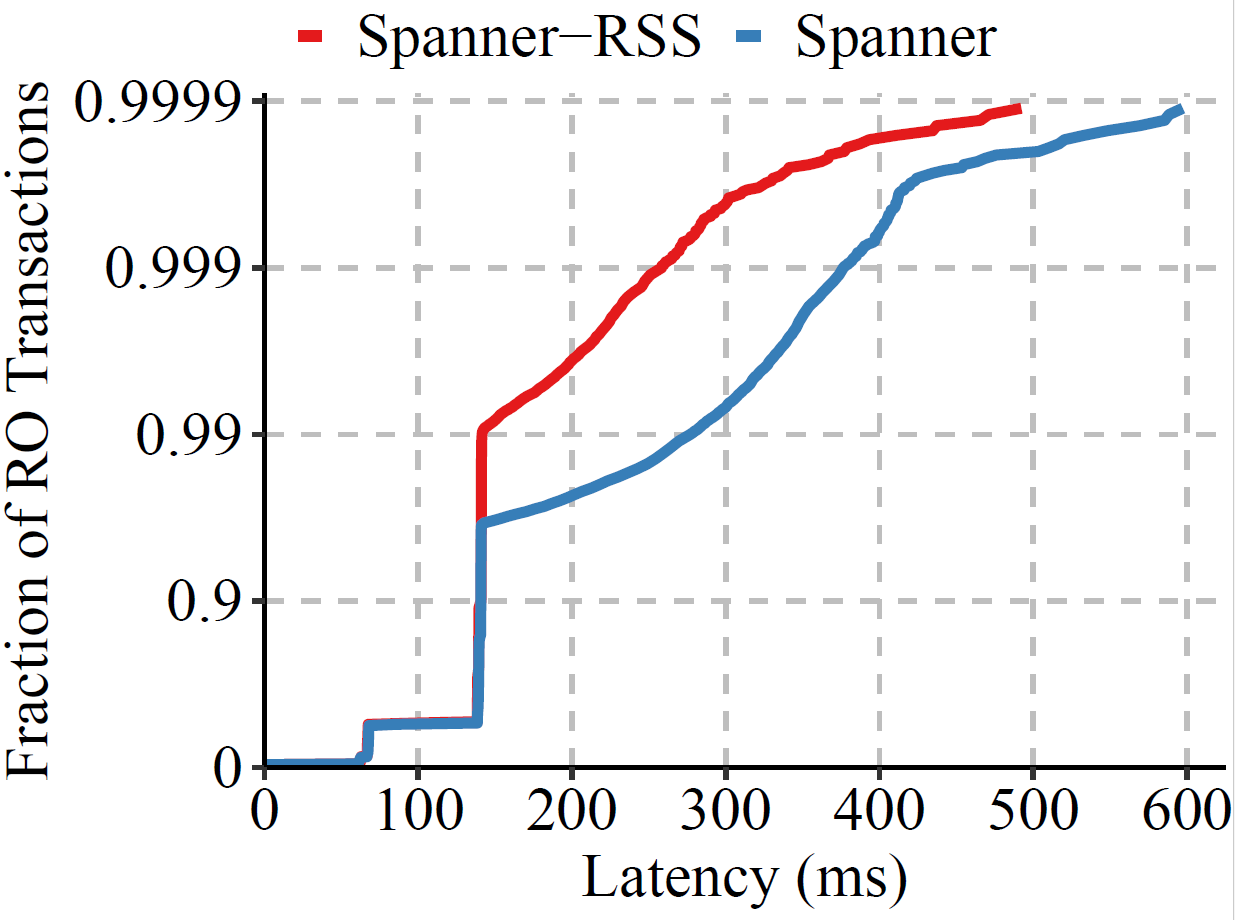 Spanner−RSS Spanner
Fraction of RO Transactions
0.9999
0.999
0.99
0.9
0
0 100 200 300 400 500 600
Latency (ms)